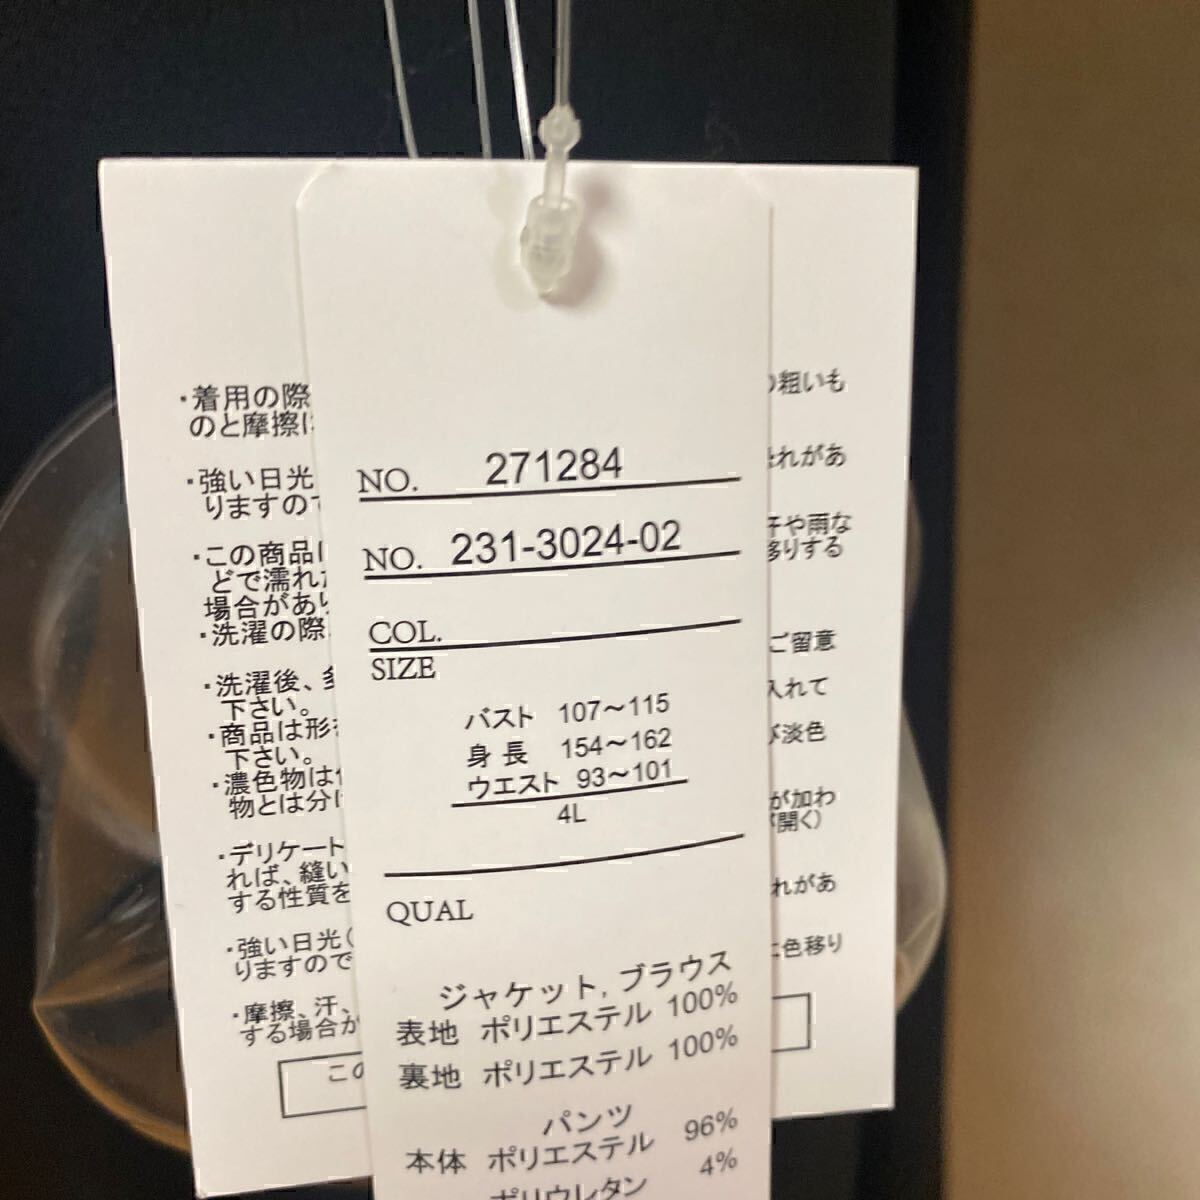 NO. 271284
NO. 231-3024-02
COL.
SIZE
バスト 107～115
身長 154～162
ウエスト 93～101
4L
QUAL
ジャケット, ブラウス
表地 ポリエステル 100%
裏地 ポリエステル 100%
パンツ
本体 ポリエステル 96%
ポリウレタン 4%
・着用の際
の粗いも
のと摩擦に
・強い日光
恐れがあ
りますので
・この商品は
汗や雨な
どで濡れた
移りする
場合があり
・洗濯の際
ご留意
・洗濯後、
入れて
下さい。
・商品は形
び淡色
下さい。
・濃色物は
物とは分け
が加わ
が開く）
・デリケート
れば、縫い
れがあ
する性質を
・強い日光（
に色移り
りますので
・摩擦、汗、
する場合が
この